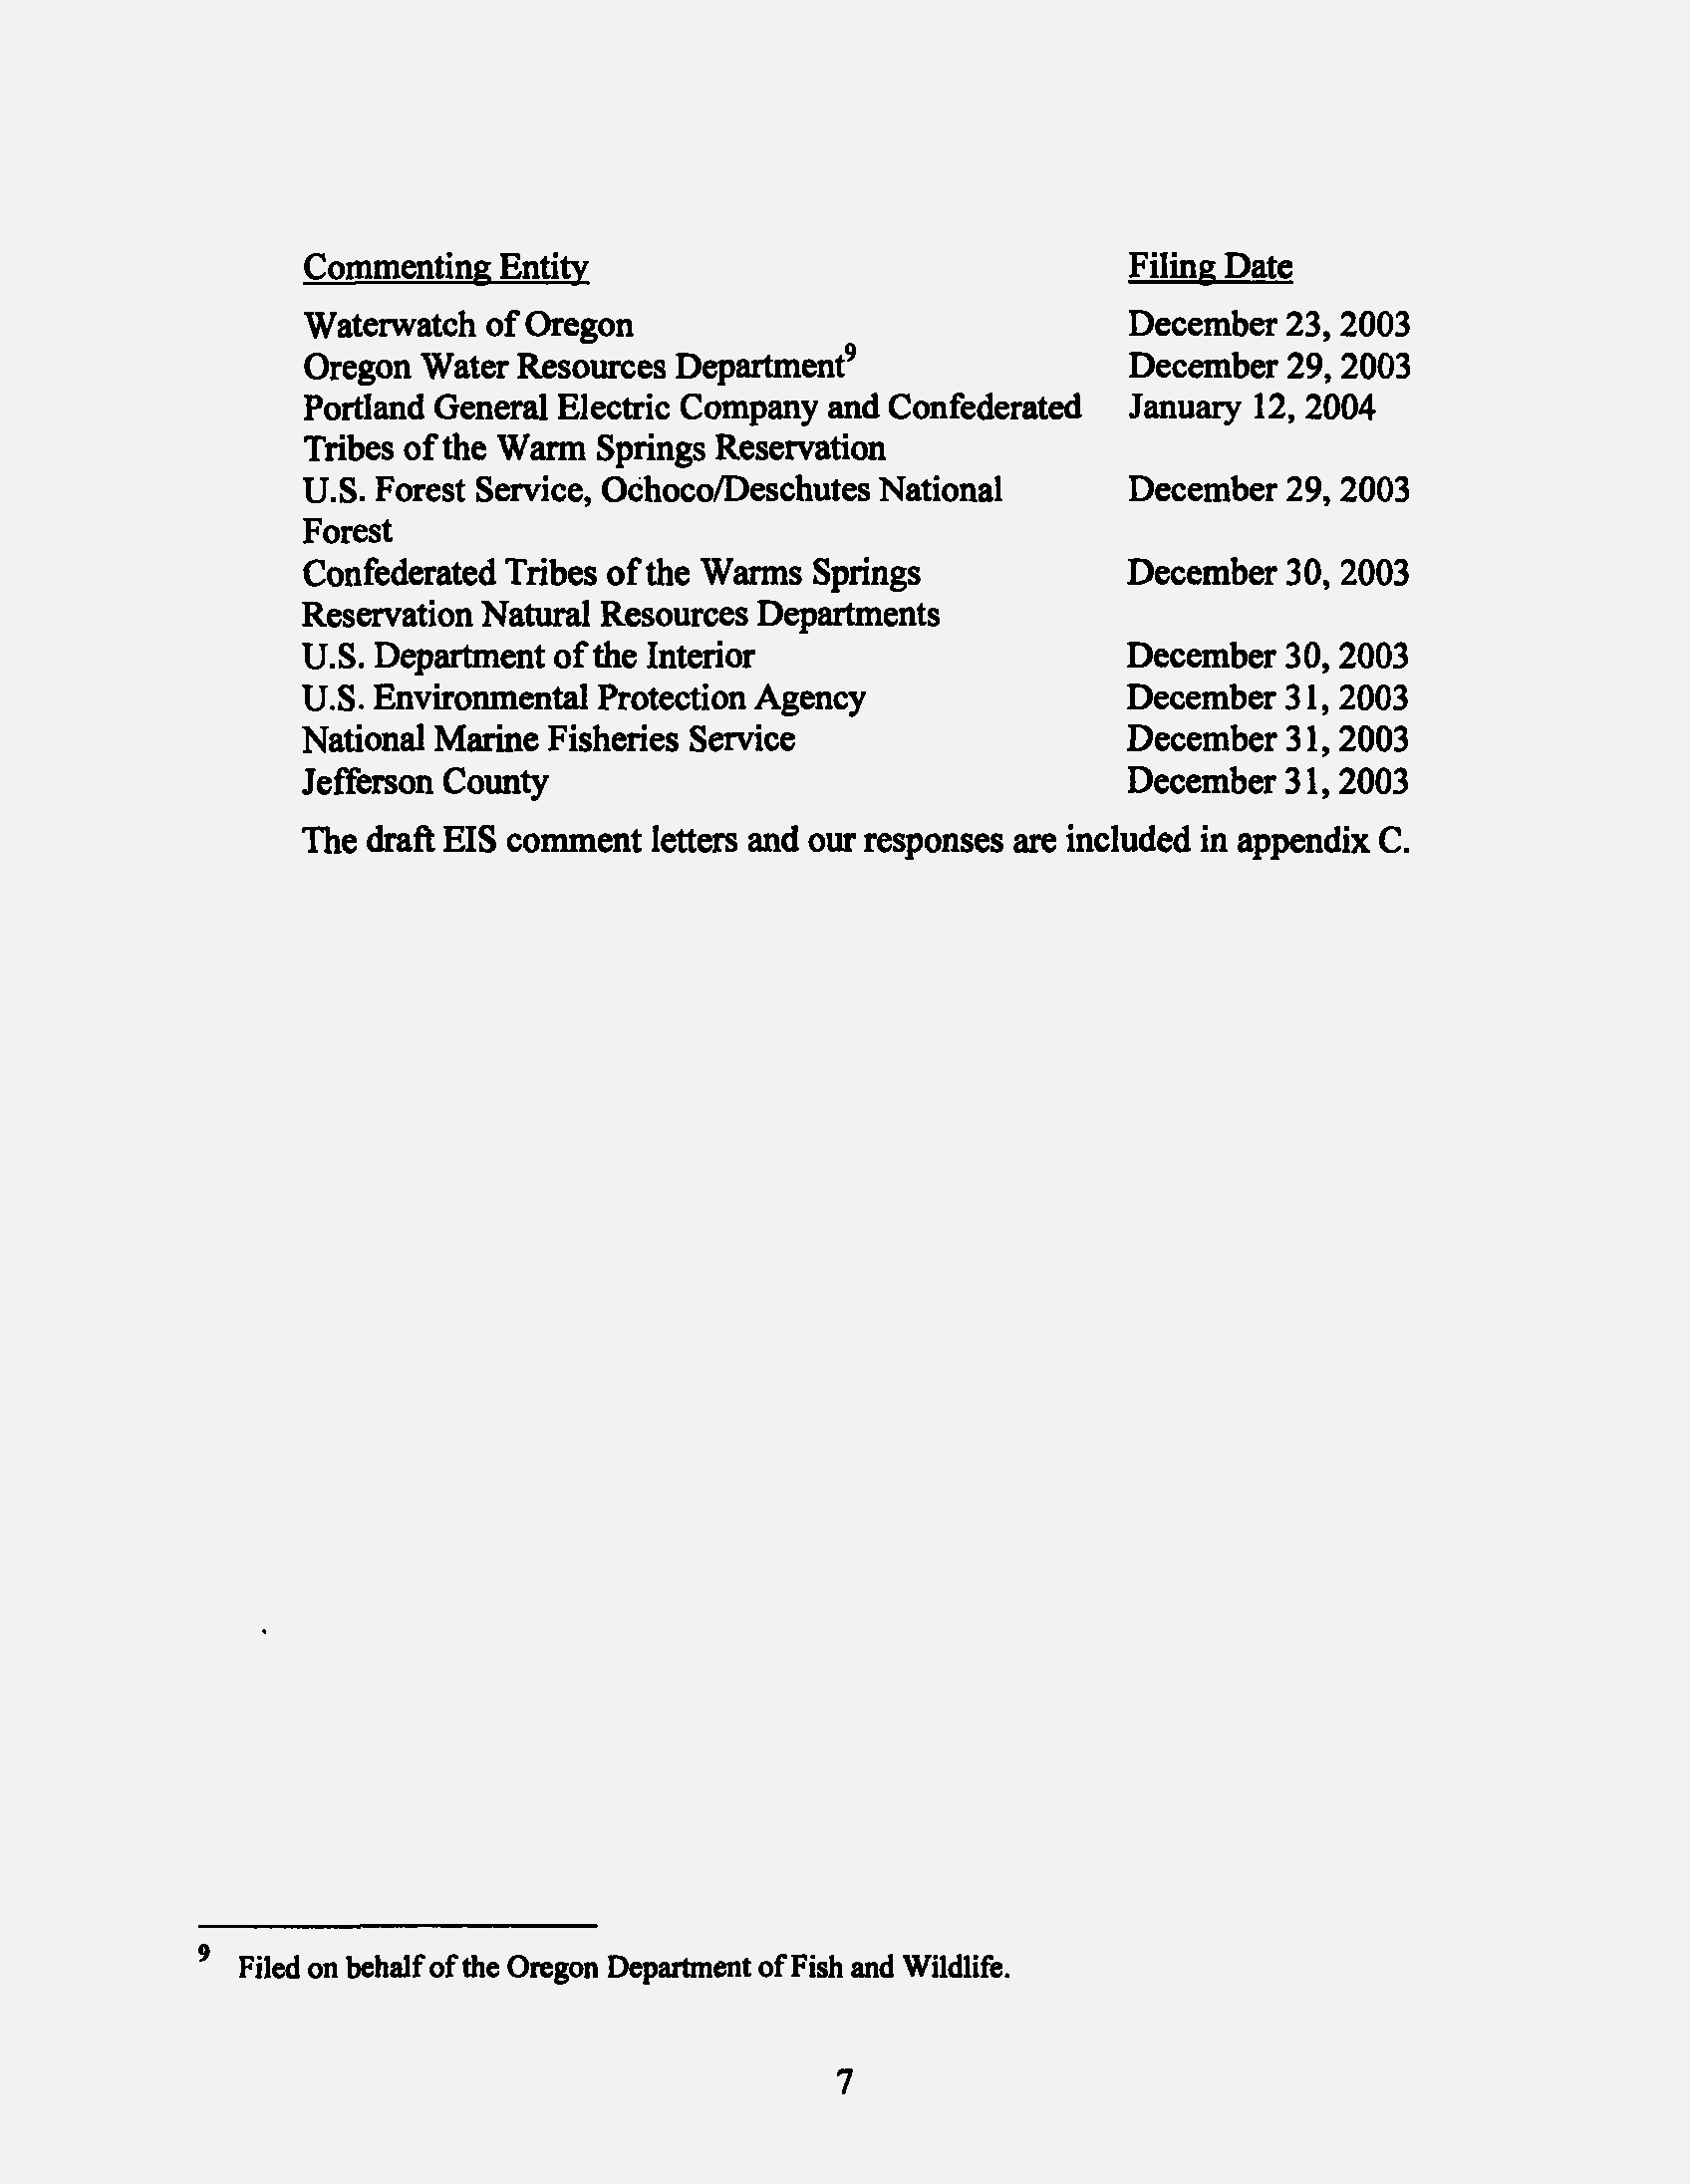 Commenting Entity Filing Date
Waterwatch of Oregon December 23, 2003
Oregon Water Resources Department⁹ December 29, 2003
Portland General Electric Company and Confederated January 12, 2004
Tribes of the Warm Springs Reservation
U.S. Forest Service, Ochoco/Deschutes National December 29, 2003
Forest
Confederated Tribes of the Warms Springs December 30, 2003
Reservation Natural Resources Departments
U.S. Department of the Interior December 30, 2003
U.S. Environmental Protection Agency December 31, 2003
National Marine Fisheries Service December 31, 2003
Jefferson County December 31, 2003
The draft EIS comment letters and our responses are included in appendix C.
⁹ Filed on behalf of the Oregon Department of Fish and Wildlife.
7